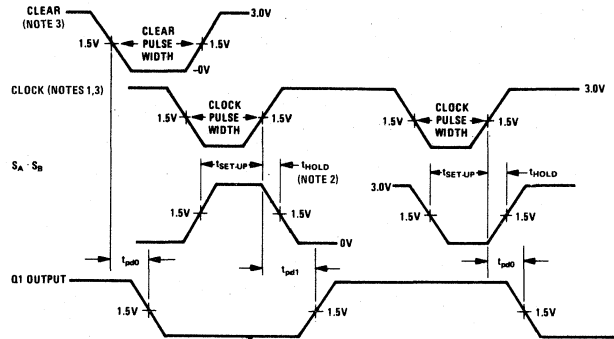 CLEAR
(NOTE 3)
3.0V
1.5V
CLEAR
PULSE
WIDTH
1.5V
-0V
CLOCK (NOTES 1,3)
3.0V
1.5V
CLOCK
PULSE
WIDTH
1.5V
1.5V
CLOCK
PULSE
WIDTH
1.5V
SA · SB
tSET-UP
tHOLD
(NOTE 2)
tSET-UP
tHOLD
3.0V
1.5V
1.5V
0V
1.5V
1.5V
tpd0
tpd1
tpd0
Q1 OUTPUT
1.5V
1.5V
1.5V